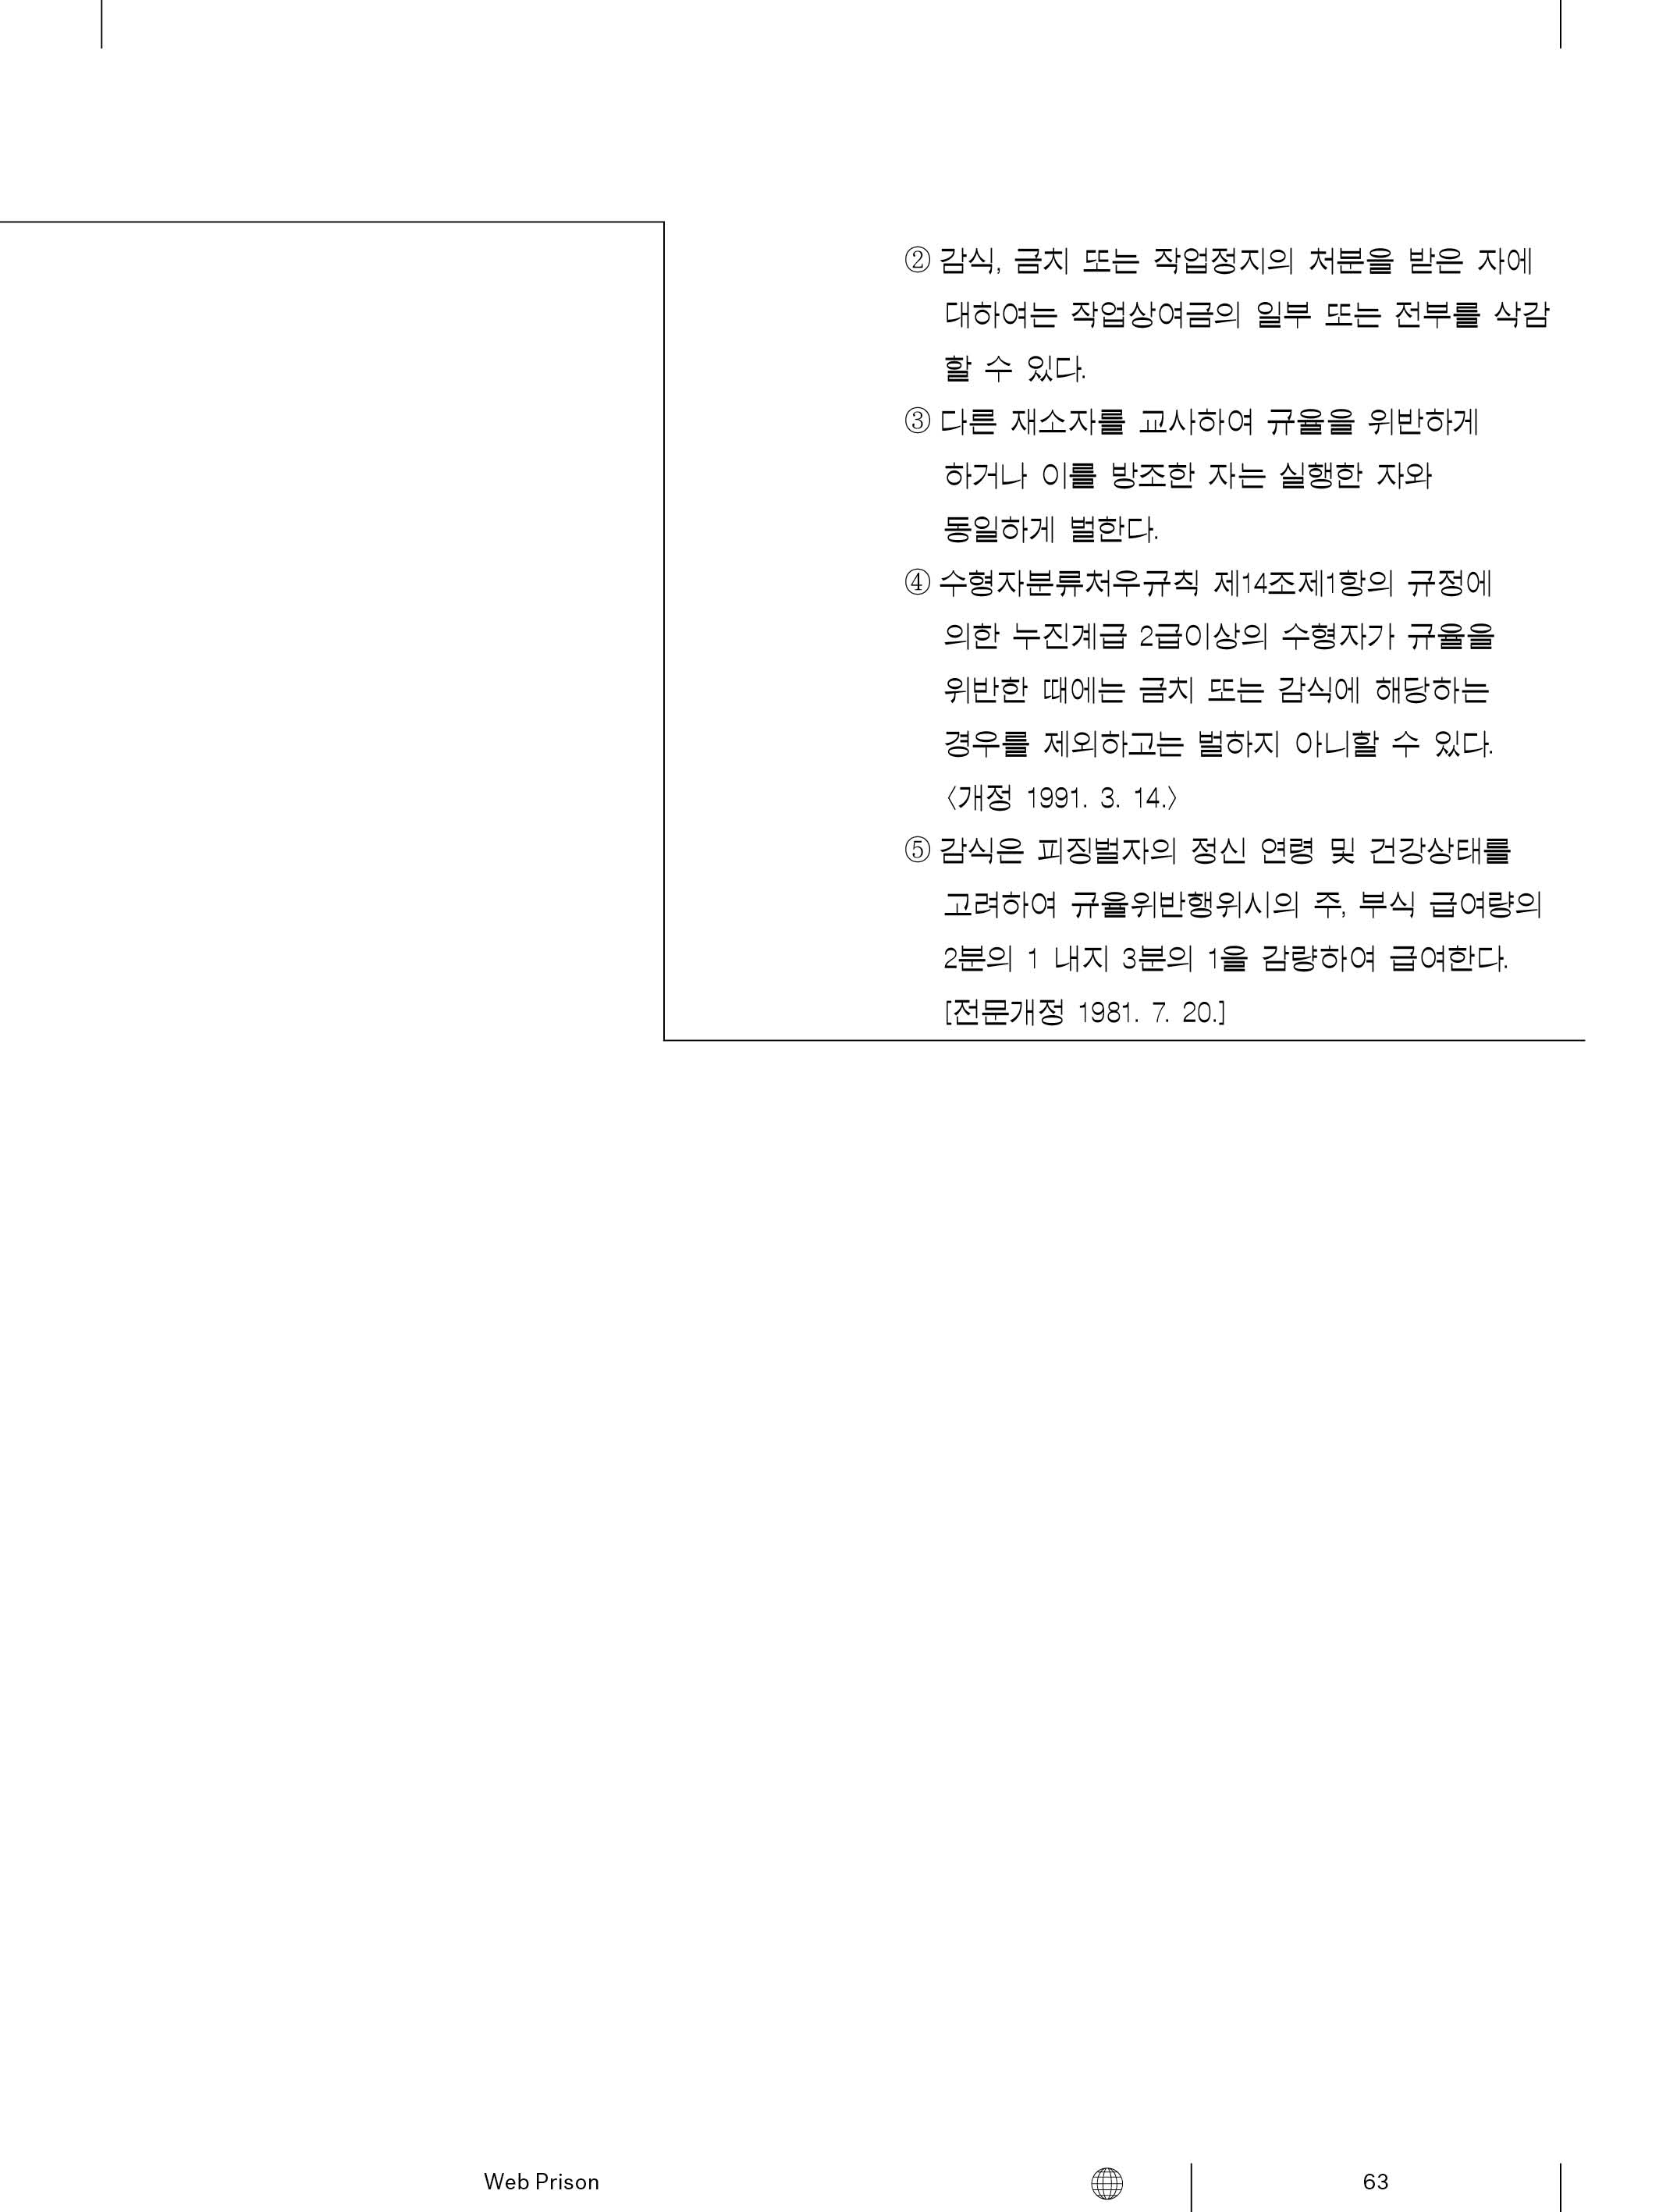 ② 감식, 금치 또는 작업정지의 처분을 받은 자에
대하여는 작업상여금의 일부 또는 전부를 삭감
할 수 있다.
③ 다른 재소자를 교사하여 규율을 위반하게
하거나 이를 방조한 자는 실행한 자와
동일하게 벌한다.
④ 수형자분류처우규칙 제14조제1항의 규정에
의한 누진계급 2급이상의 수형자가 규율을
위반한 때에는 금치 또는 감식에 해당하는
경우를 제외하고는 벌하지 아니할 수 있다.
〈개정 1991. 3. 14.〉
⑤ 감식은 피징벌자의 정신 연령 및 건강상태를
고려하여 규율위반행위시의 주, 부식 급여량의
2분의 1 내지 3분의 1을 감량하여 급여한다.
[전문개정 1981. 7. 20.]
Web Prison
63